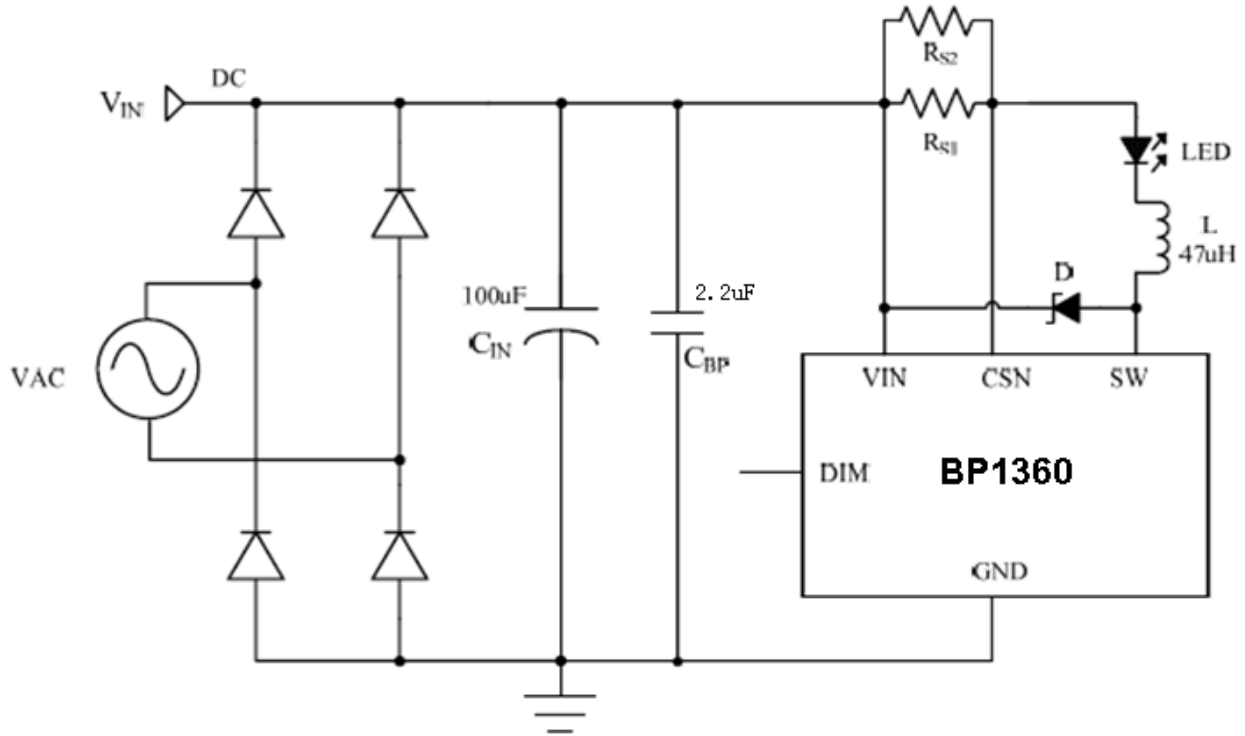 RS2
DC
VIN
RS1
LED
L
47uH
D
100uF
2.2uF
CIN
CBP
VAC
VIN
CSN
SW
DIM
BP1360
GND